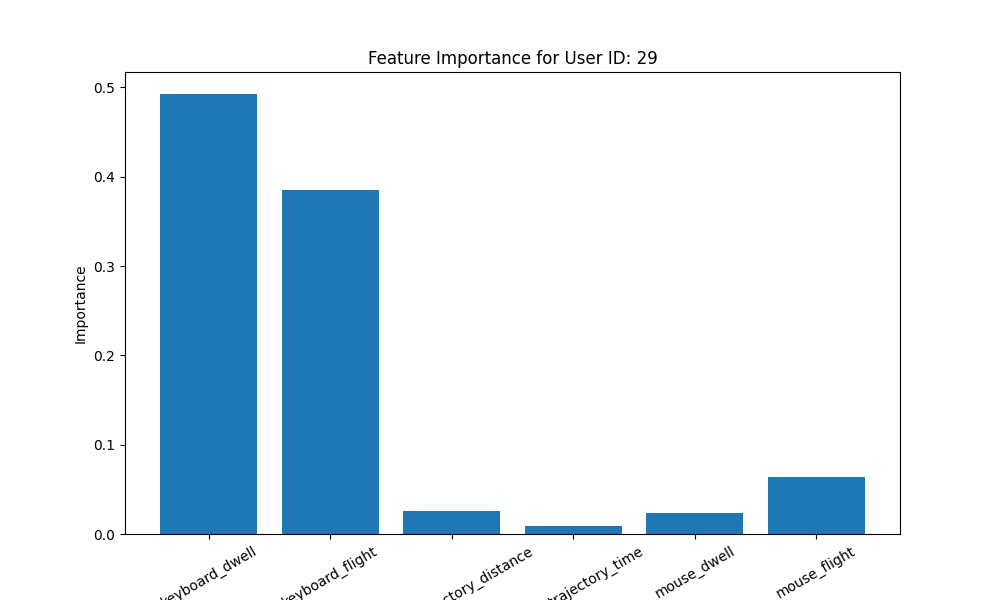 Feature Importance for User ID: 29
Importance
0.5
0.4
0.3
0.2
0.1
0.0
keyboard_dwell
keyboard_flight
ctory_distance
trajectory_time
mouse_dwell
mouse_flight